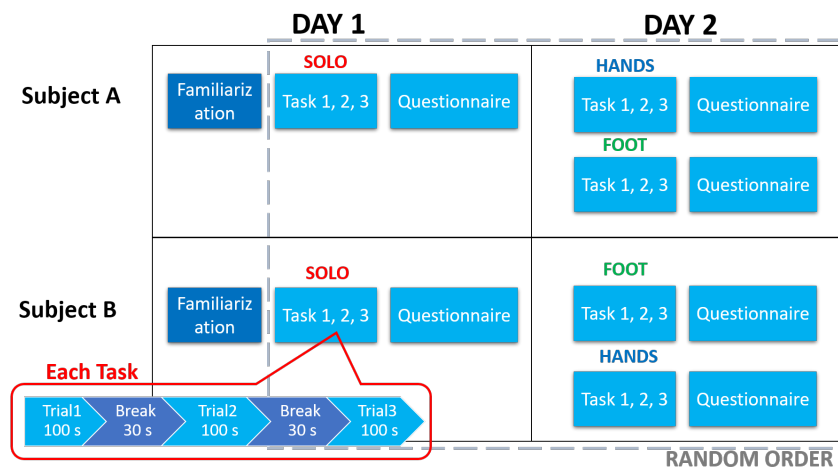 DAY 1
DAY 2
Subject A
Familiariz
ation
SOLO
Task 1, 2, 3
Questionnaire
HANDS
Task 1, 2, 3
Questionnaire
FOOT
Task 1, 2, 3
Questionnaire
Subject B
Familiariz
ation
SOLO
Task 1, 2, 3
Questionnaire
FOOT
Task 1, 2, 3
Questionnaire
HANDS
Task 1, 2, 3
Questionnaire
Each Task
Trial1
100 s
Break
30 s
Trial2
100 s
Break
30 s
Trial3
100 s
RANDOM ORDER